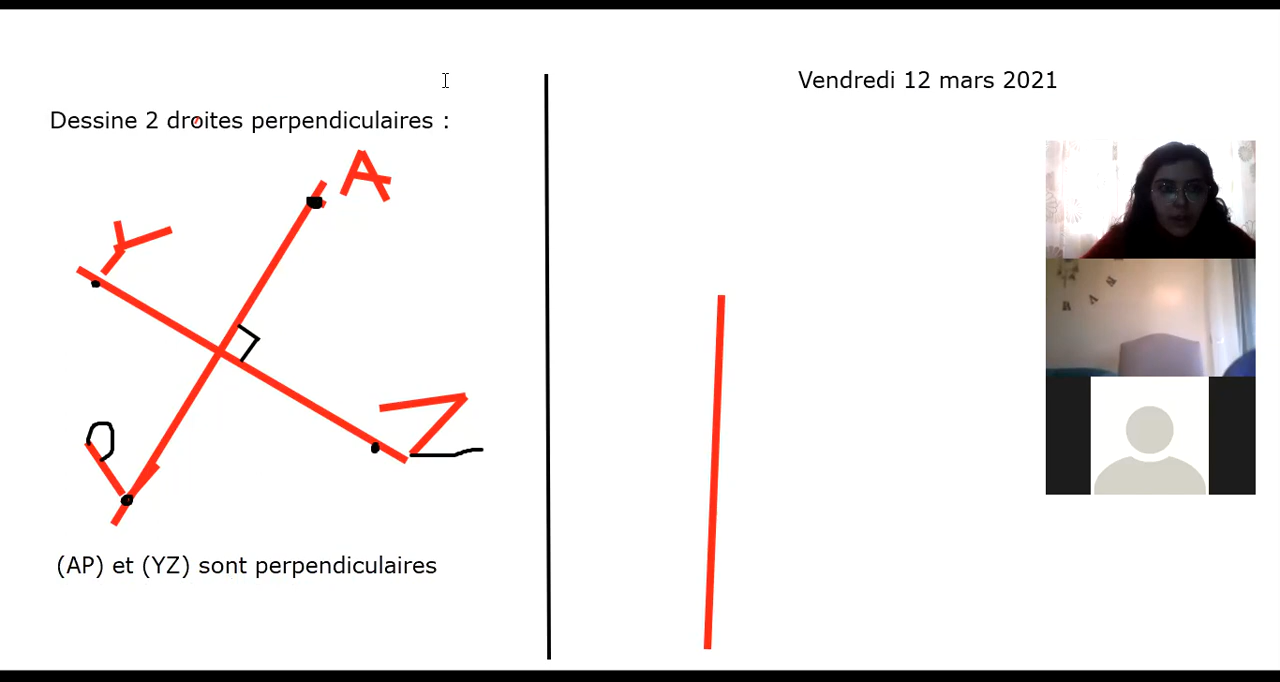 Vendredi 12 mars 2021
Dessine 2 droites perpendiculaires :
A
Y
Z
P
(AP) et (YZ) sont perpendiculaires